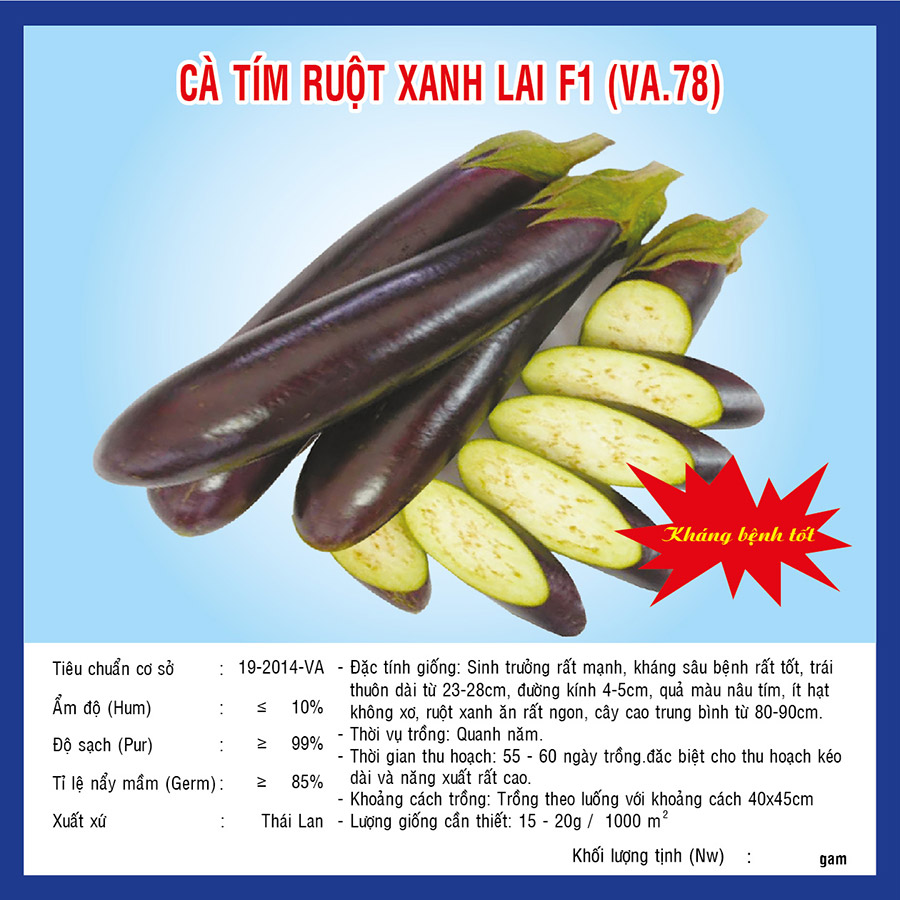 CÀ TÍM RUỘT XANH LAI F1 (VA.78)
Kháng bệnh tốt
Tiêu chuẩn cơ sở : 19-2014-VA
Ẩm độ (Hum) : ≤ 10%
Độ sạch (Pur) : ≥ 99%
Tỉ lệ nẩy mầm (Germ) : ≥ 85%
Xuất xứ : Thái Lan
- Đặc tính giống: Sinh trưởng rất mạnh, kháng sâu bệnh rất tốt, trái
thuôn dài từ 23-28cm, đường kính 4-5cm, quả màu nâu tím, ít hạt
không xơ, ruột xanh ăn rất ngon, cây cao trung bình từ 80-90cm.
- Thời vụ trồng: Quanh năm.
- Thời gian thu hoạch: 55 - 60 ngày trồng.đăc biệt cho thu hoạch kéo
dài và năng xuất rất cao.
- Khoảng cách trồng: Trồng theo luống với khoảng cách 40x45cm
- Lượng giống cần thiết: 15 - 20g / 1000 m²
Khối lượng tịnh (Nw) : gam